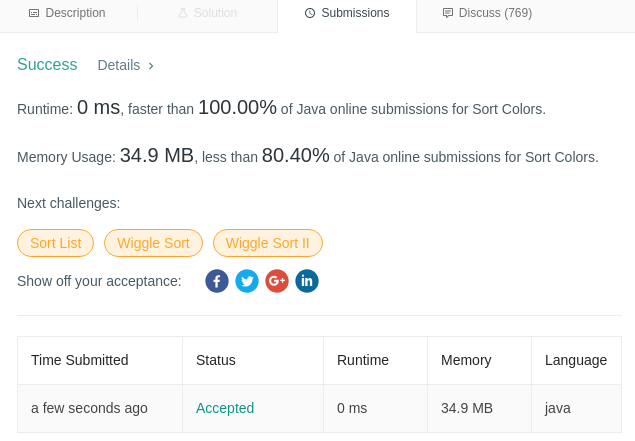 Description Solution Submissions Discuss (769)
Success Details >
Runtime: 0 ms, faster than 100.00% of Java online submissions for Sort Colors.
Memory Usage: 34.9 MB, less than 80.40% of Java online submissions for Sort Colors.
Next challenges:
Sort List Wiggle Sort Wiggle Sort II
Show off your acceptance: f G+ in
Time Submitted Status Runtime Memory Language
a few seconds ago Accepted 0 ms 34.9 MB java